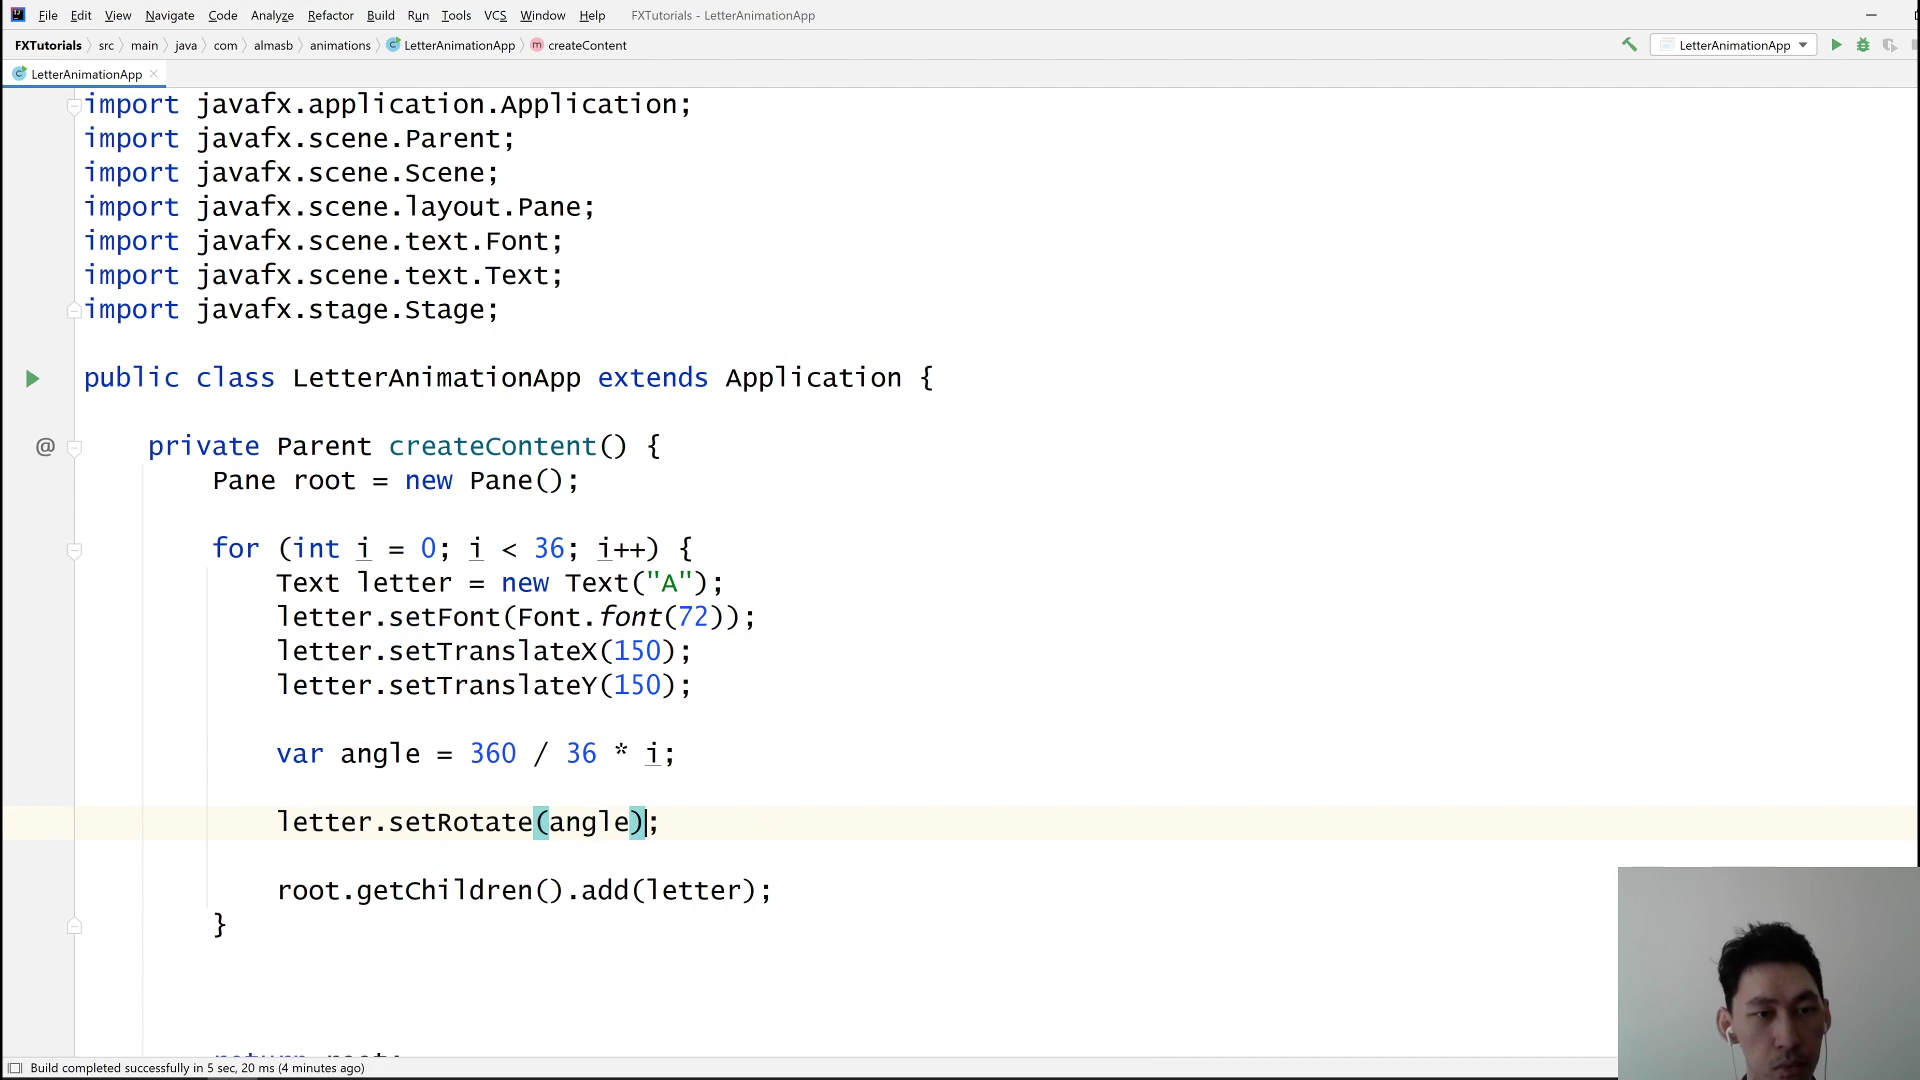 File Edit View Navigate Code Analyze Refactor Build Run Tools VCS Window Help FXTutorials - LetterAnimationApp
FXTutorials src main java com almasb animations LetterAnimationApp createContent LetterAnimationApp
LetterAnimationApp
import javafx.application.Application;
import javafx.scene.Parent;
import javafx.scene.Scene;
import javafx.scene.layout.Pane;
import javafx.scene.text.Font;
import javafx.scene.text.Text;
import javafx.stage.Stage;
public class LetterAnimationApp extends Application {
private Parent createContent() {
Pane root = new Pane();
for (int i = 0; i < 36; i++) {
Text letter = new Text("A");
letter.setFont(Font.font(72));
letter.setTranslateX(150);
letter.setTranslateY(150);
var angle = 360 / 36 * i;
letter.setRotate(angle);
root.getChildren().add(letter);
}
return root;
Build completed successfully in 5 sec, 20 ms (4 minutes ago)